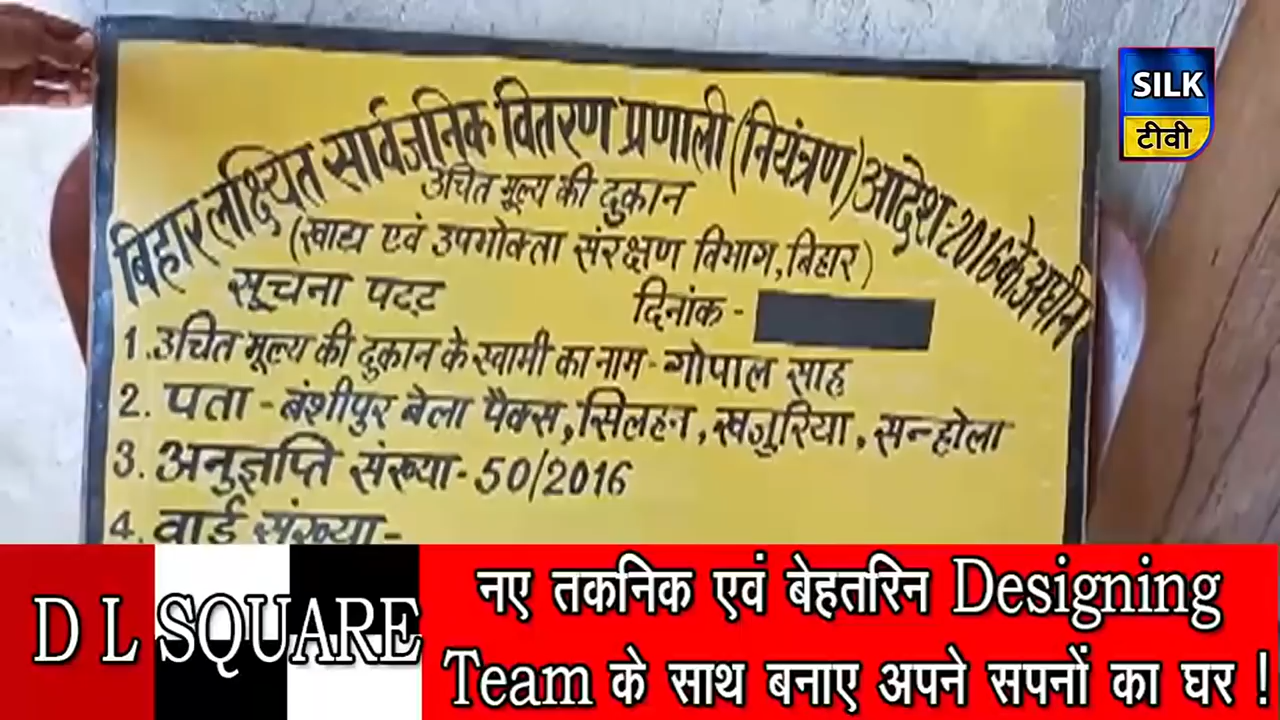 SILK
टीवी
बिहार लक्ष्यित सार्वजनिक वितरण प्रणाली (नियंत्रण) आदेश-2016 के अधीन
उचित मूल्य की दुकान
(खाद्य एवं उपभोक्ता संरक्षण विभाग, बिहार)
सूचना पट्ट दिनांक -
1. उचित मूल्य की दुकान के स्वामी का नाम - गोपाल साह
2. पता - बंशीपुर बेला पैक्स, सिलहन, खजुरिया, सन्होला
3. अनुज्ञप्ति संख्या - 50/2016
4. वार्ड संख्या -
D L SQUARE
नए तकनिक एवं बेहतरिन Designing
Team के साथ बनाए अपने सपनों का घर !